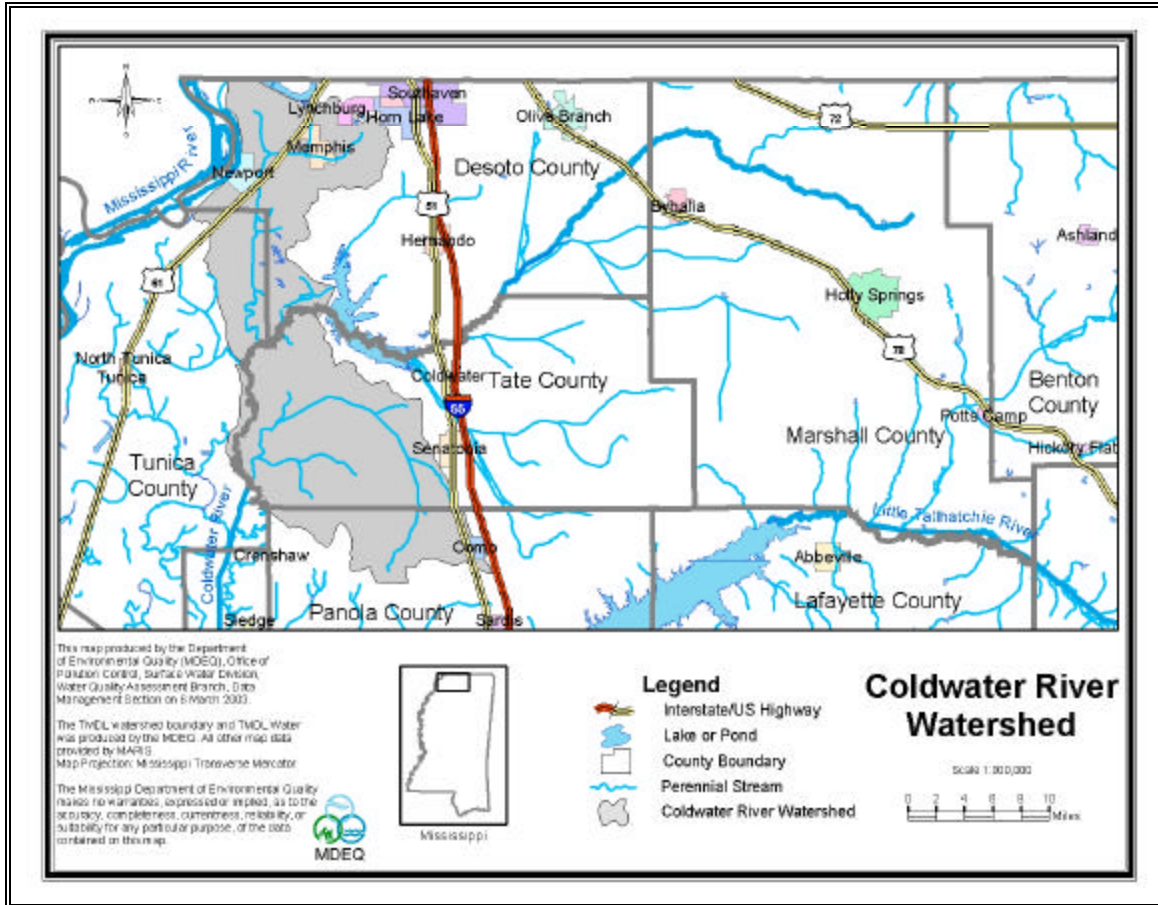 N
Southaven
Lynchburg
Horn Lake
Olive Branch
72
Memphis
Desoto County
Mississippi River
Newport
Byhalia
51
Hernando
Ashland
61
Holly Springs
78
North Tunica
Tunica
Coldwater
Tate County
Benton
County
55
Potts Camp
Marshall County
Senatobia
Hickory Flat
Tunica
County
Coldwater River
Little Tallahatchie River
Como
Crenshaw
Abbeville
Panola County
Lafayette County
Sledge
Sardis
This map produced by the Department
of Environmental Quality (MDEQ), Office of
Pollution Control, Surface Water Division,
Water Quality Assessment Branch, Data
Management Section on 6 March 2003.
The TMDL watershed boundary and TMDL Water
was produced by the MDEQ. All other map data
provided by MARIS
Map Projection: Mississippi Transverse Mercator
The Mississippi Department of Environmental Quality
makes no warranties, expressed or implied, as to the
accuracy, completeness, currentness, reliability, or
suitability for any particular purpose, of the data
contained on this map.
MDEQ
Mississippi
Legend
Interstate/US Highway
Lake or Pond
County Boundary
Perennial Stream
Coldwater River Watershed
Coldwater River
Watershed
0 2 4 6 8 10
Miles